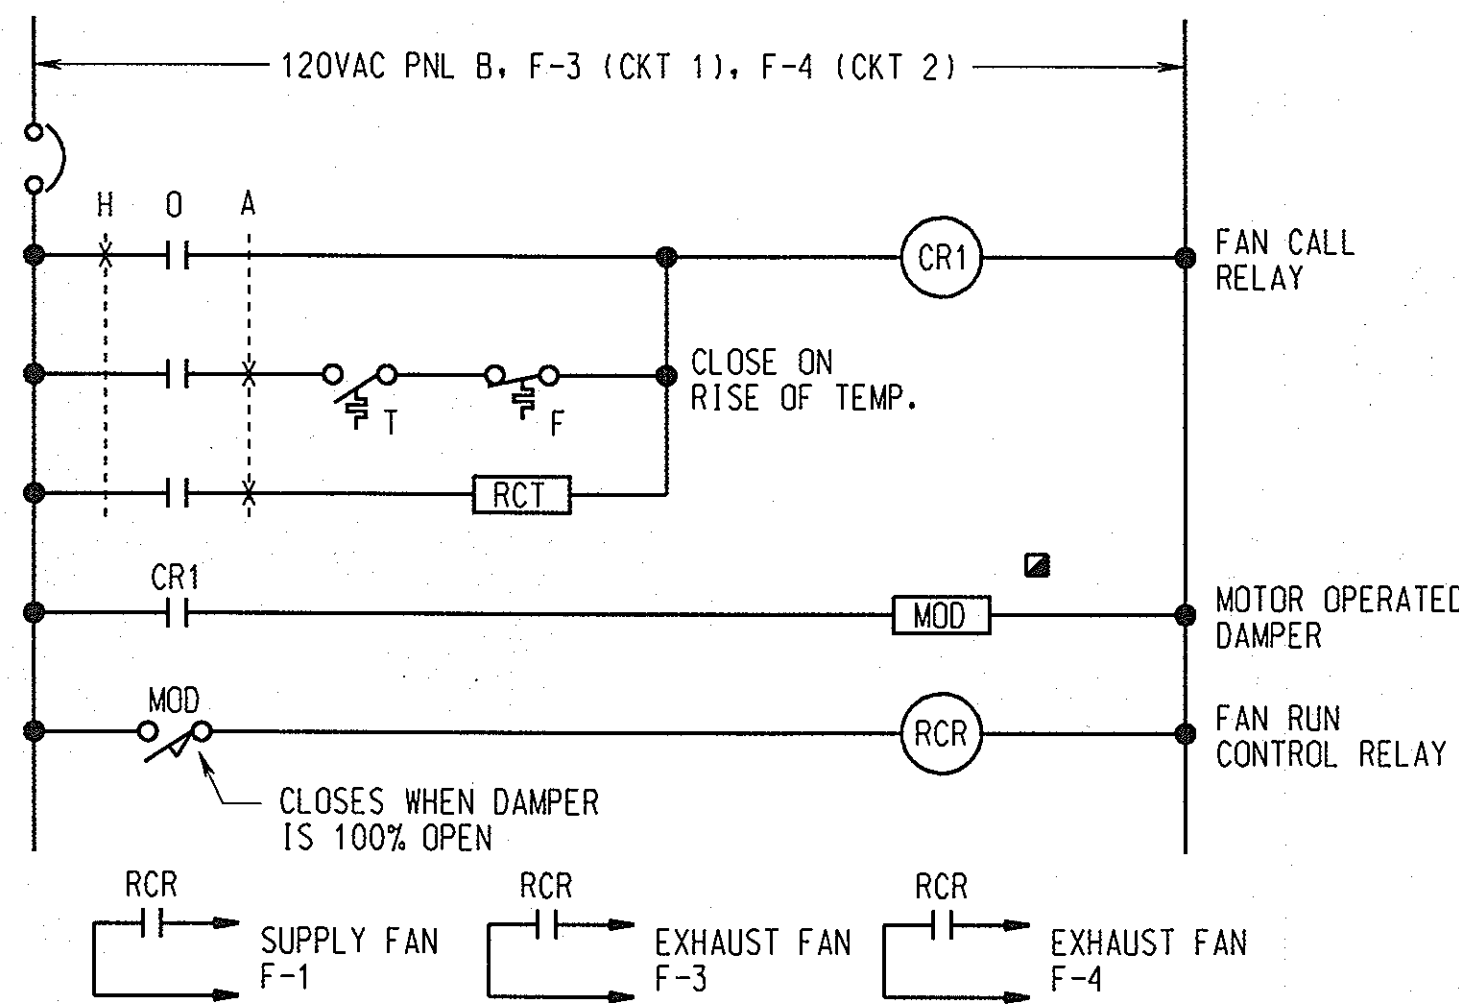 120VAC PNL B, F-3 (CKT 1), F-4 (CKT 2)
H O A
CR1
FAN CALL
RELAY
CLOSE ON
RISE OF TEMP.
T
F
RCT
CR1
MOD
MOTOR OPERATED
DAMPER
MOD
RCR
FAN RUN
CONTROL RELAY
CLOSES WHEN DAMPER
IS 100% OPEN
RCR
SUPPLY FAN
F-1
RCR
EXHAUST FAN
F-3
RCR
EXHAUST FAN
F-4